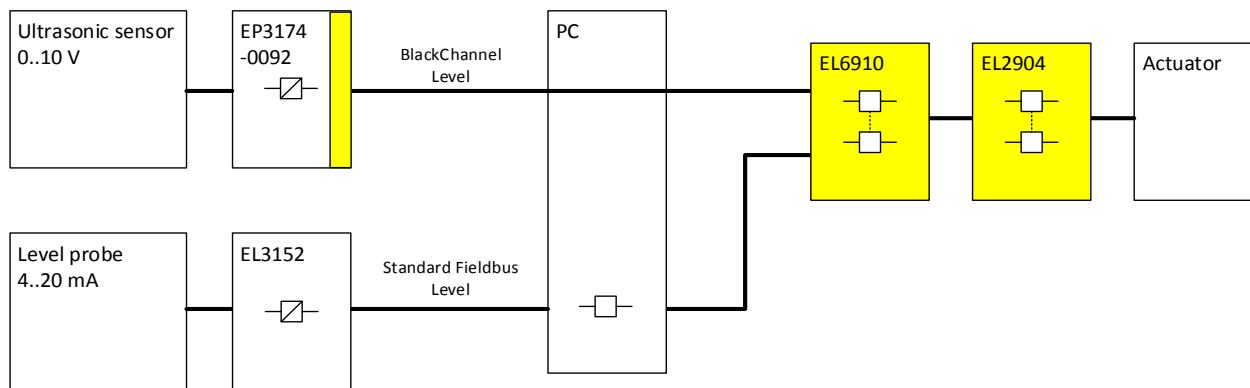 Ultrasonic sensor
0..10 V
EP3174
-0092
BlackChannel
Level
PC
EL6910
EL2904
Actuator
Level probe
4..20 mA
EL3152
Standard Fieldbus
Level